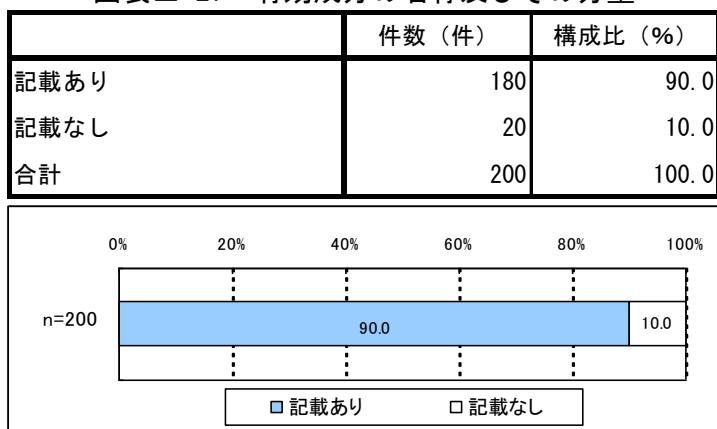 件数（件） 構成比（%）
記載あり 180 90.0
記載なし 20 10.0
合計 200 100.0
0% 20% 40% 60% 80% 100%
n=200 90.0 10.0
記載あり 記載なし